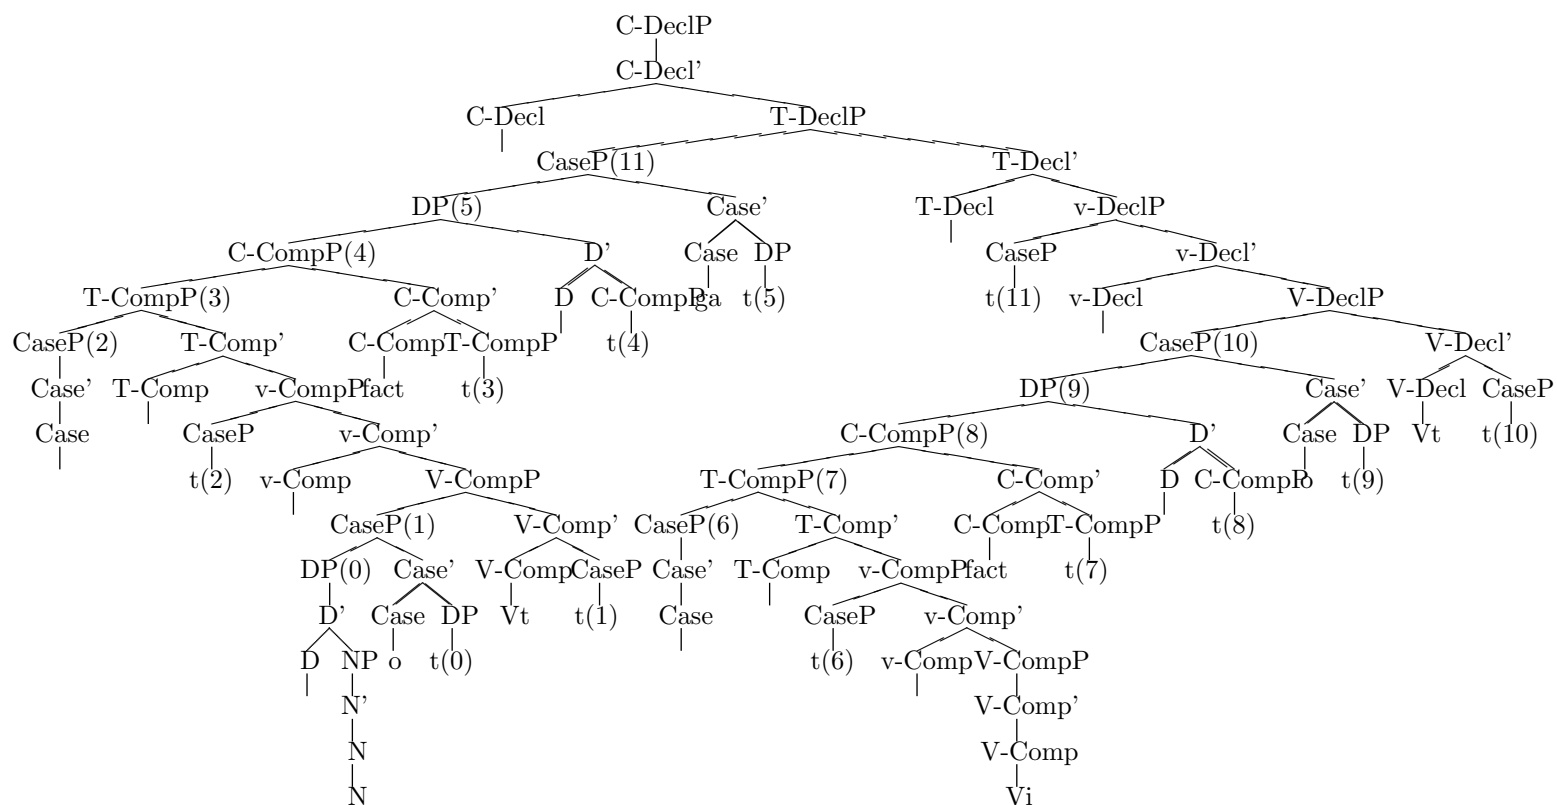 C-DeclP
C-Decl’
C-Decl T-DeclP
CaseP(11) T-Decl’
DP(5) Case’ T-Decl v-DeclP
C-CompP(4) D’ Case DP CaseP v-Decl’
T-CompP(3) C-Comp’ D C-CompP ga t(5) t(11) v-Decl V-DeclP
CaseP(2) T-Comp’ C-Comp T-CompP t(4) CaseP(10) V-Decl’
Case’ T-Comp v-CompP fact t(3) DP(9) Case’ V-Decl CaseP
Case CaseP v-Comp’ C-CompP(8) D’ Case DP Vt t(10)
t(2) v-Comp V-CompP T-CompP(7) C-Comp’ D C-CompP o t(9)
CaseP(1) V-Comp’ CaseP(6) T-Comp’ C-Comp T-CompP t(8)
DP(0) Case’ V-Comp CaseP Case’ T-Comp v-CompP fact t(7)
D’ Case DP Vt t(1) Case CaseP v-Comp’
D NP o t(0) t(6) v-Comp V-CompP
N’ V-Comp’
N V-Comp
N Vi